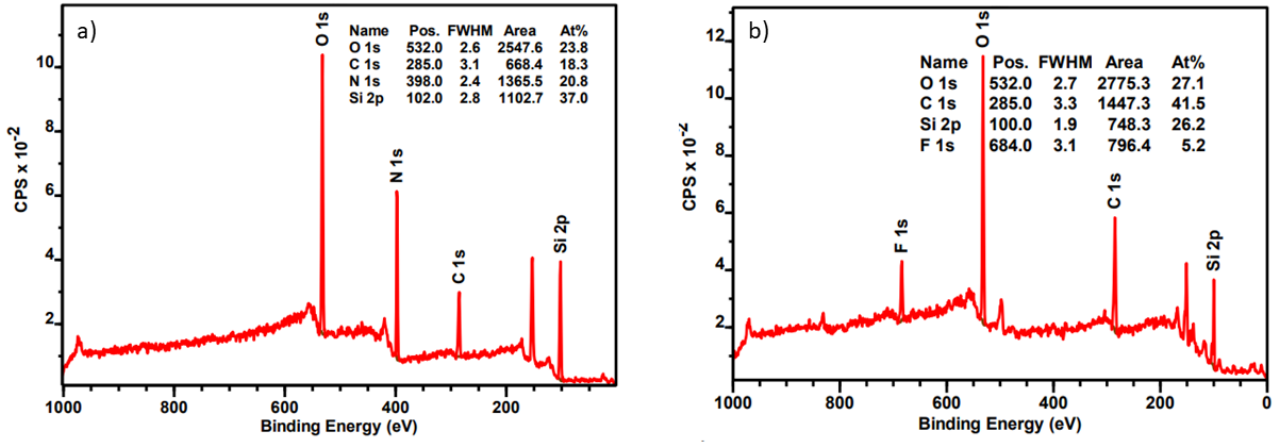 a)
O 1s
Name Pos. FWHM Area At%
O 1s 532.0 2.6 2547.6 23.8
C 1s 285.0 3.1 668.4 18.3
N 1s 398.0 2.4 1365.5 20.8
Si 2p 102.0 2.8 1102.7 37.0
N 1s
C 1s
Si 2p
CPS x 10⁻²
10
8
6
4
2
1000 800 600 400 200
Binding Energy (eV)
b)
O 1s
Name Pos. FWHM Area At%
O 1s 532.0 2.7 2775.3 27.1
C 1s 285.0 3.3 1447.3 41.5
Si 2p 100.0 1.9 748.3 26.2
F 1s 684.0 3.1 796.4 5.2
F 1s
C 1s
Si 2p
CPS x 10⁻²
12
10
8
6
4
2
1000 800 600 400 200 0
Binding Energy (eV)